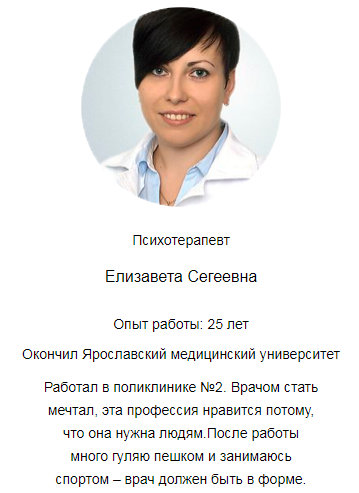 Психотерапевт
Елизавета Сегеевна
Опыт работы: 25 лет
Окончил Ярославский медицинский университет
Работал в поликлинике №2. Врачом стать
мечтал, эта профессия нравится потому,
что она нужна людям.После работы
много гуляю пешком и занимаюсь
спортом – врач должен быть в форме.